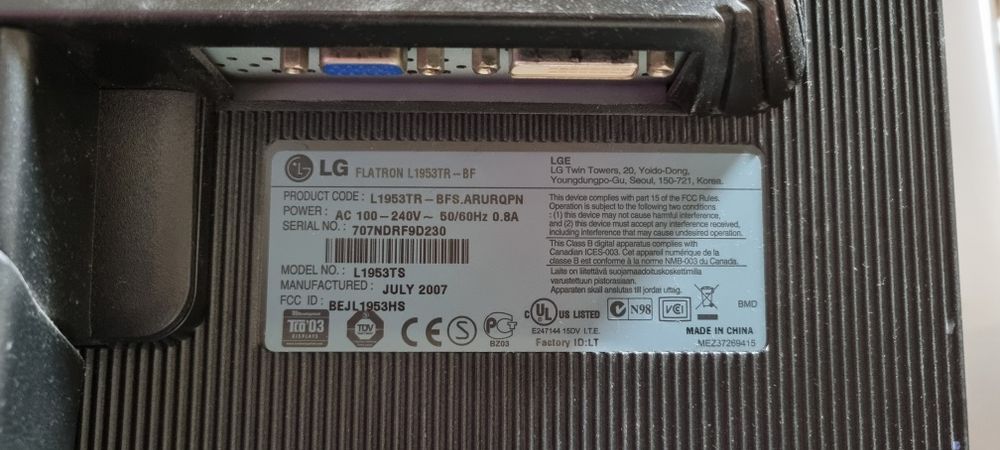 LG FLATRON L1953TR-BF
PRODUCT CODE : L1953TR-BFS.ARURQPN
POWER : AC 100-240V~ 50/60Hz 0.8A
SERIAL NO. : 707NDRF9D230
MODEL NO. : L1953TS
MANUFACTURED : JULY 2007
FCC ID : BEJL1953HS
TCO'03
DISPLAYS
TÜV
CE
S
PG
BZ03
LGE
LG Twin Towers, 20, Yoido-Dong,
Youngdungpo-Gu, Seoul, 150-721, Korea.
This device complies with part 15 of the FCC Rules.
Operation is subject to the following two conditions
: (1) this device may not cause harmful interference,
and (2) this device must accept any interference received,
including interference that may cause undesired operation.
This Class B digital apparatus complies with
Canadian ICES-003. Cet appareil numérique de la
classe B est conforme à la norme NMB-003 du Canada.
Laite on liitettävä suojamaadoituskoskettimilla
varustettuun pistorasiaan.
Apparaten skall anslutas till jordat uttag.
C UL US LISTED
E247144 15DV I.T.E.
Factory ID:LT
N98
VCI
BMD
MADE IN CHINA
MEZ37269415